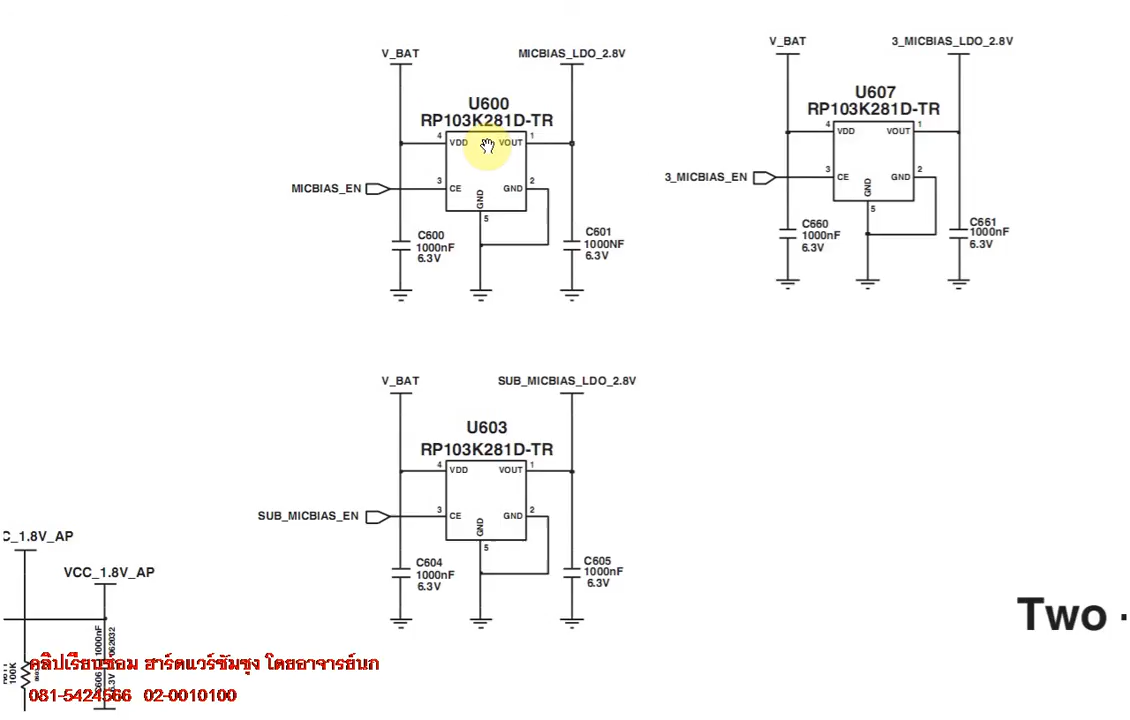 V_BAT
MICBIAS_LDO_2.8V
U600
RP103K281D-TR
4
VDD
VOUT
1
MICBIAS_EN
3
CE
GND
2
GND
5
C600
1000nF
6.3V
C601
1000NF
6.3V
V_BAT
3_MICBIAS_LDO_2.8V
U607
RP103K281D-TR
4
VDD
VOUT
1
3_MICBIAS_EN
3
CE
GND
2
GND
5
C660
1000nF
6.3V
C661
1000nF
6.3V
V_BAT
SUB_MICBIAS_LDO_2.8V
U603
RP103K281D-TR
4
VDD
VOUT
1
SUB_MICBIAS_EN
3
CE
GND
2
GND
5
C604
1000nF
6.3V
C605
1000nF
6.3V
C_1.8V_AP
VCC_1.8V_AP
1000nF
6.3V
100K
Two
คลิปเรียนซ่อม ฮาร์ดแวร์ซัมซุง โดยอาจารย์นก
081-5424566 02-0010100